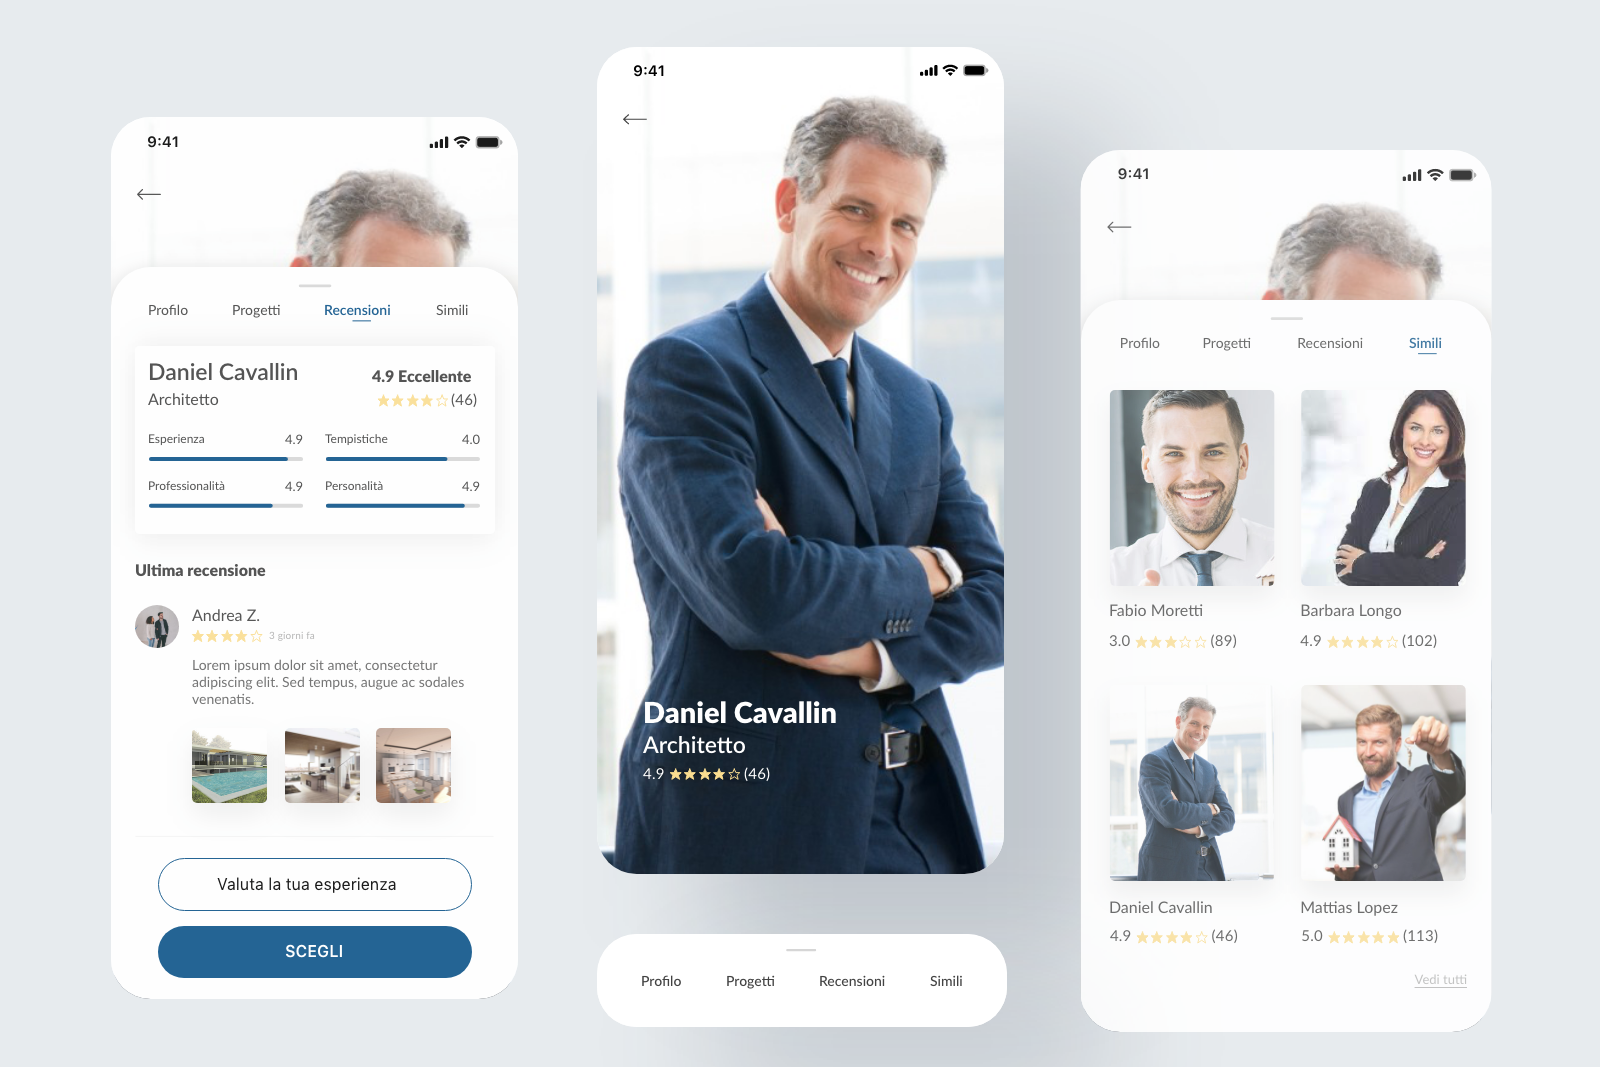 9:41
Profilo Progetti Recensioni Simili
Daniel Cavallin
4.9 Eccellente
Architetto
(46)
Esperienza 4.9
Tempistiche 4.0
Professionalità 4.9
Personalità 4.9
Ultima recensione
Andrea Z.
3 giorni fa
Lorem ipsum dolor sit amet, consectetur
adipiscing elit. Sed tempus, augue ac sodales
venenatis.
Valuta la tua esperienza
SCEGLI
9:41
Daniel Cavallin
Architetto
4.9 (46)
Profilo Progetti Recensioni Simili
9:41
Profilo Progetti Recensioni Simili
Fabio Moretti
3.0 (89)
Barbara Longo
4.9 (102)
Daniel Cavallin
4.9 (46)
Mattias Lopez
5.0 (113)
Vedi tutti